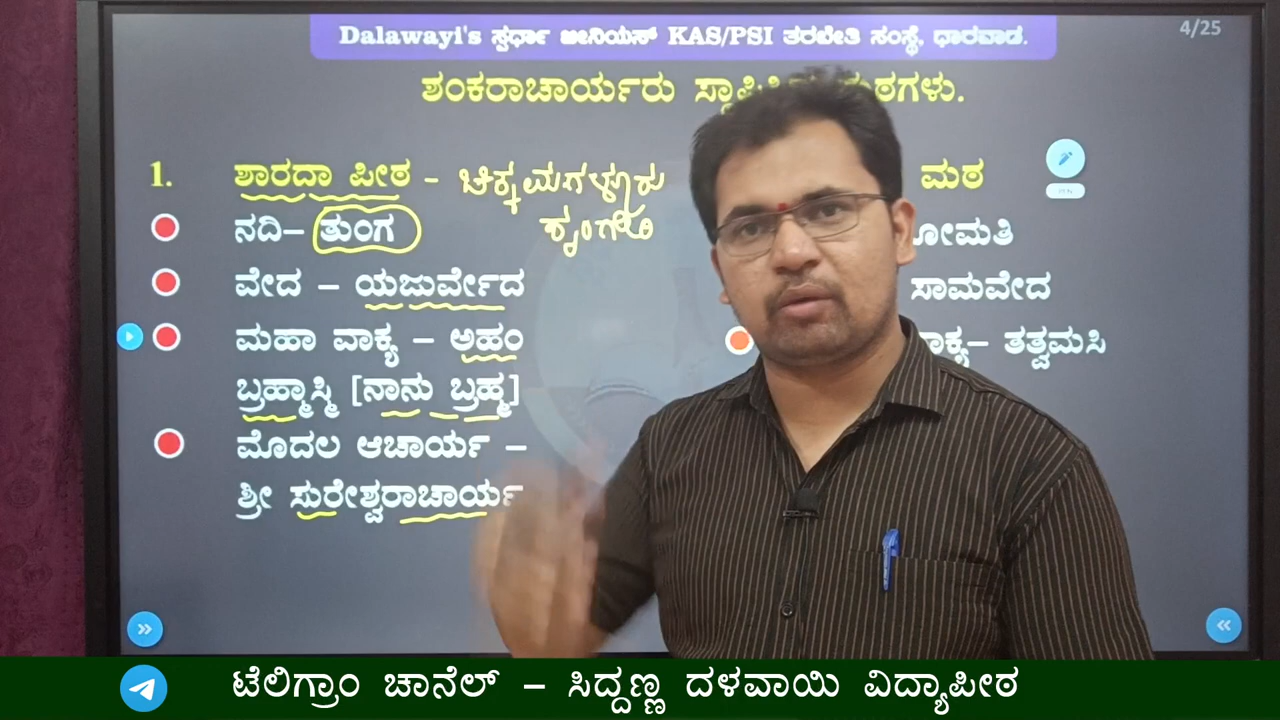 Dalawayi's ಸ್ಪರ್ಧಾ ಜೀನಿಯಸ್ KAS/PSI ತರಬೇತಿ ಸಂಸ್ಥೆ, ಧಾರವಾಡ.
4/25
ಶಂಕರಾಚಾರ್ಯರು
1. ಶಾರದಾ ಪೀಠ - ಚಿಕ್ಕಮಗಳೂರು
ನದಿ– ತುಂಗ
ವೇದ – ಯಜುರ್ವೇದ
ಮಹಾ ವಾಕ್ಯ – ಅಹಂ
ಬ್ರಹ್ಮಾಸ್ಮಿ [ನಾನು ಬ್ರಹ್ಮ]
ಮೊದಲ ಆಚಾರ್ಯ –
ಶ್ರೀ ಸುರೇಶ್ವರಾಚಾರ್ಯ
ಮಠ
ಸಾಮವೇದ
ತತ್ವಮಸಿ
ಟೆಲಿಗ್ರಾಂ ಚಾನೆಲ್ – ಸಿದ್ದಣ್ಣ ದಳವಾಯಿ ವಿದ್ಯಾಪೀಠ